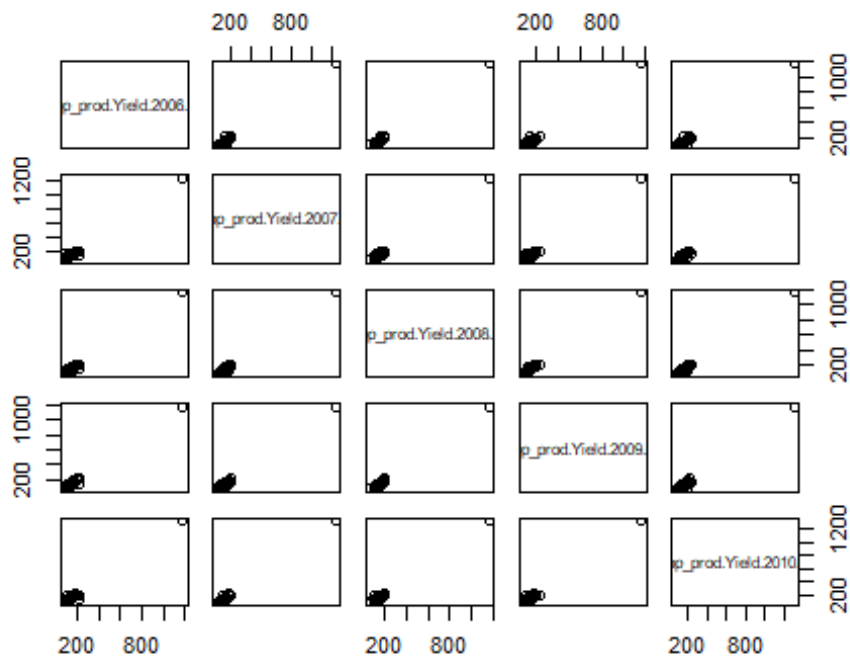 200 800 200 800
p_prod.Yield.2006. 200 1000
200 1200 p_prod.Yield.2007.
p_prod.Yield.2008. 200 1000
200 1000 p_prod.Yield.2009.
p_prod.Yield.2010. 200 1200
200 800 200 800 200 800